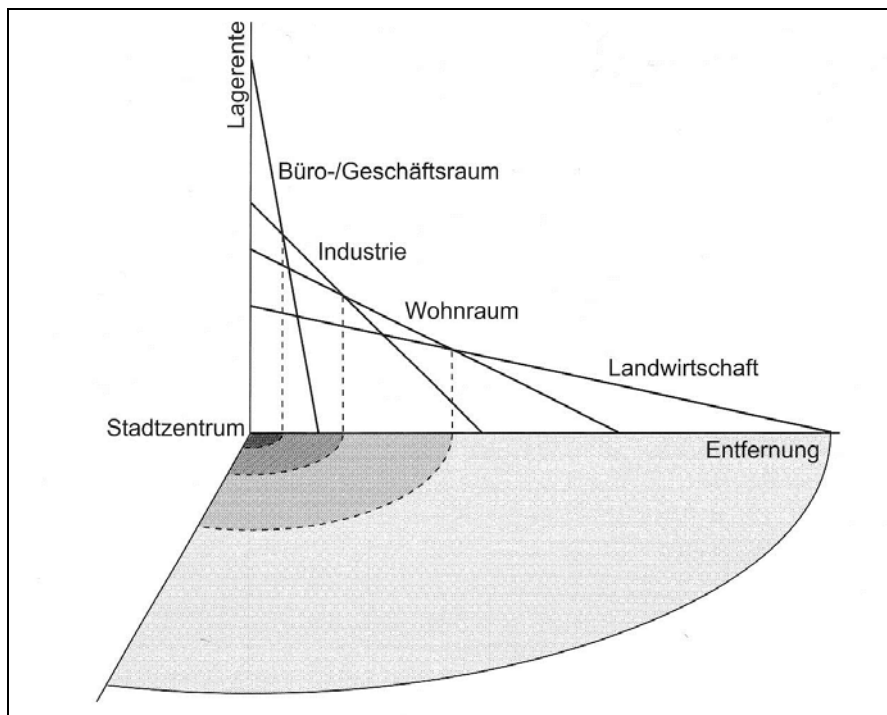 Lagerente
Büro-/Geschäftsraum
Industrie
Wohnraum
Landwirtschaft
Stadtzentrum
Entfernung